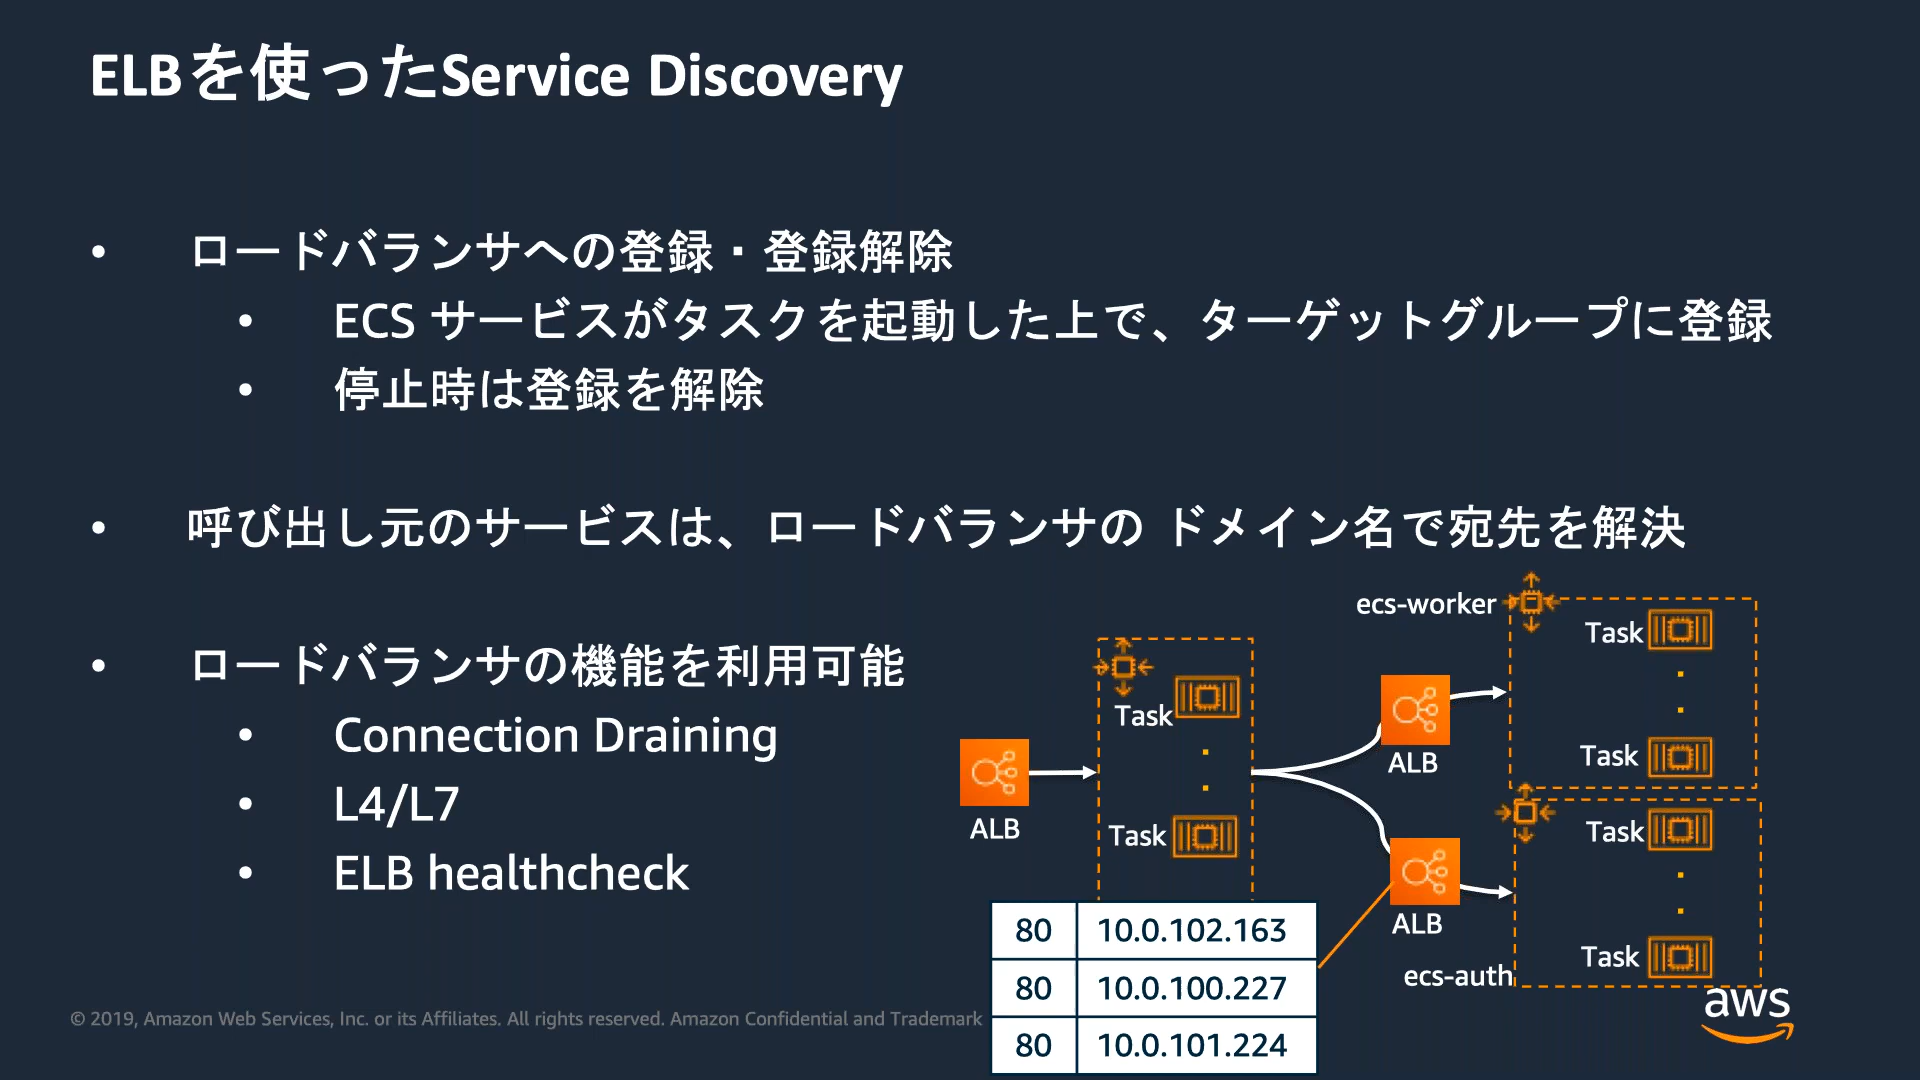 ELBを使ったService Discovery
• ロードバランサへの登録・登録解除
• ECS サービスがタスクを起動した上で、ターゲットグループに登録
• 停止時は登録を解除
• 呼び出し元のサービスは、ロードバランサの ドメイン名で宛先を解決
• ロードバランサの機能を利用可能
• Connection Draining
• L4/L7
• ELB healthcheck
ALB
Task
Task
ALB
ALB
ecs-worker
Task
Task
Task
Task
ecs-auth
80 10.0.102.163
80 10.0.100.227
80 10.0.101.224
© 2019, Amazon Web Services, Inc. or its Affiliates. All rights reserved. Amazon Confidential and Trademark
aws